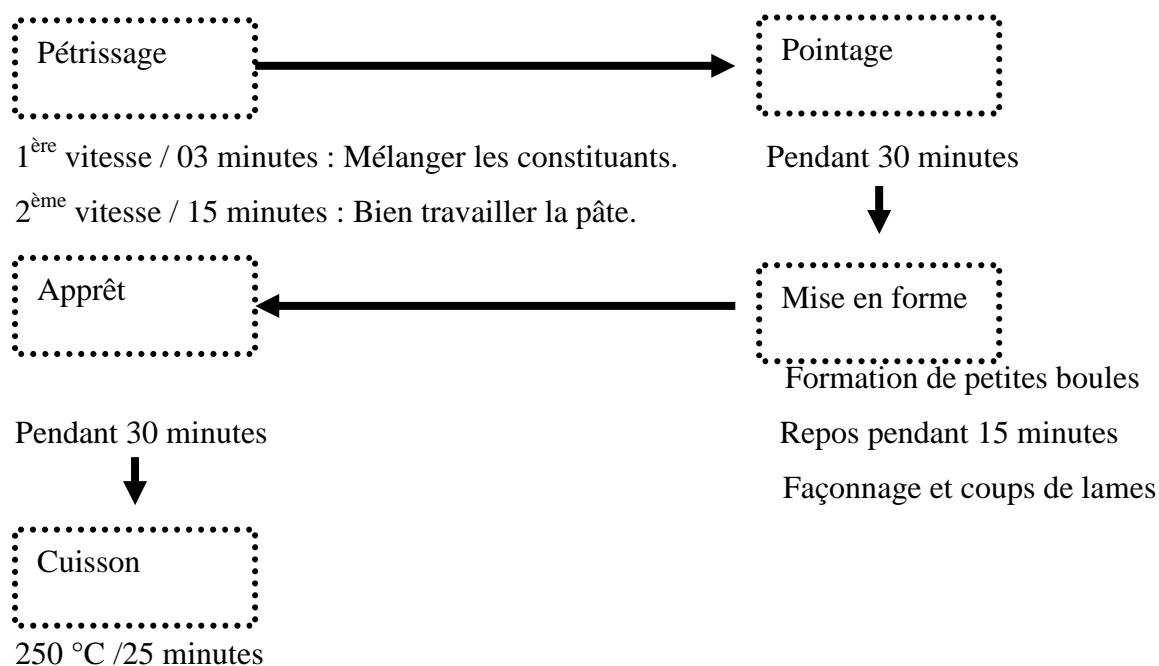 Pétrissage
Pointage
1ère vitesse / 03 minutes : Mélanger les constituants.
Pendant 30 minutes
2ème vitesse / 15 minutes : Bien travailler la pâte.
Apprêt
Mise en forme
Formation de petites boules
Pendant 30 minutes
Repos pendant 15 minutes
Façonnage et coups de lames
Cuisson
250 °C /25 minutes